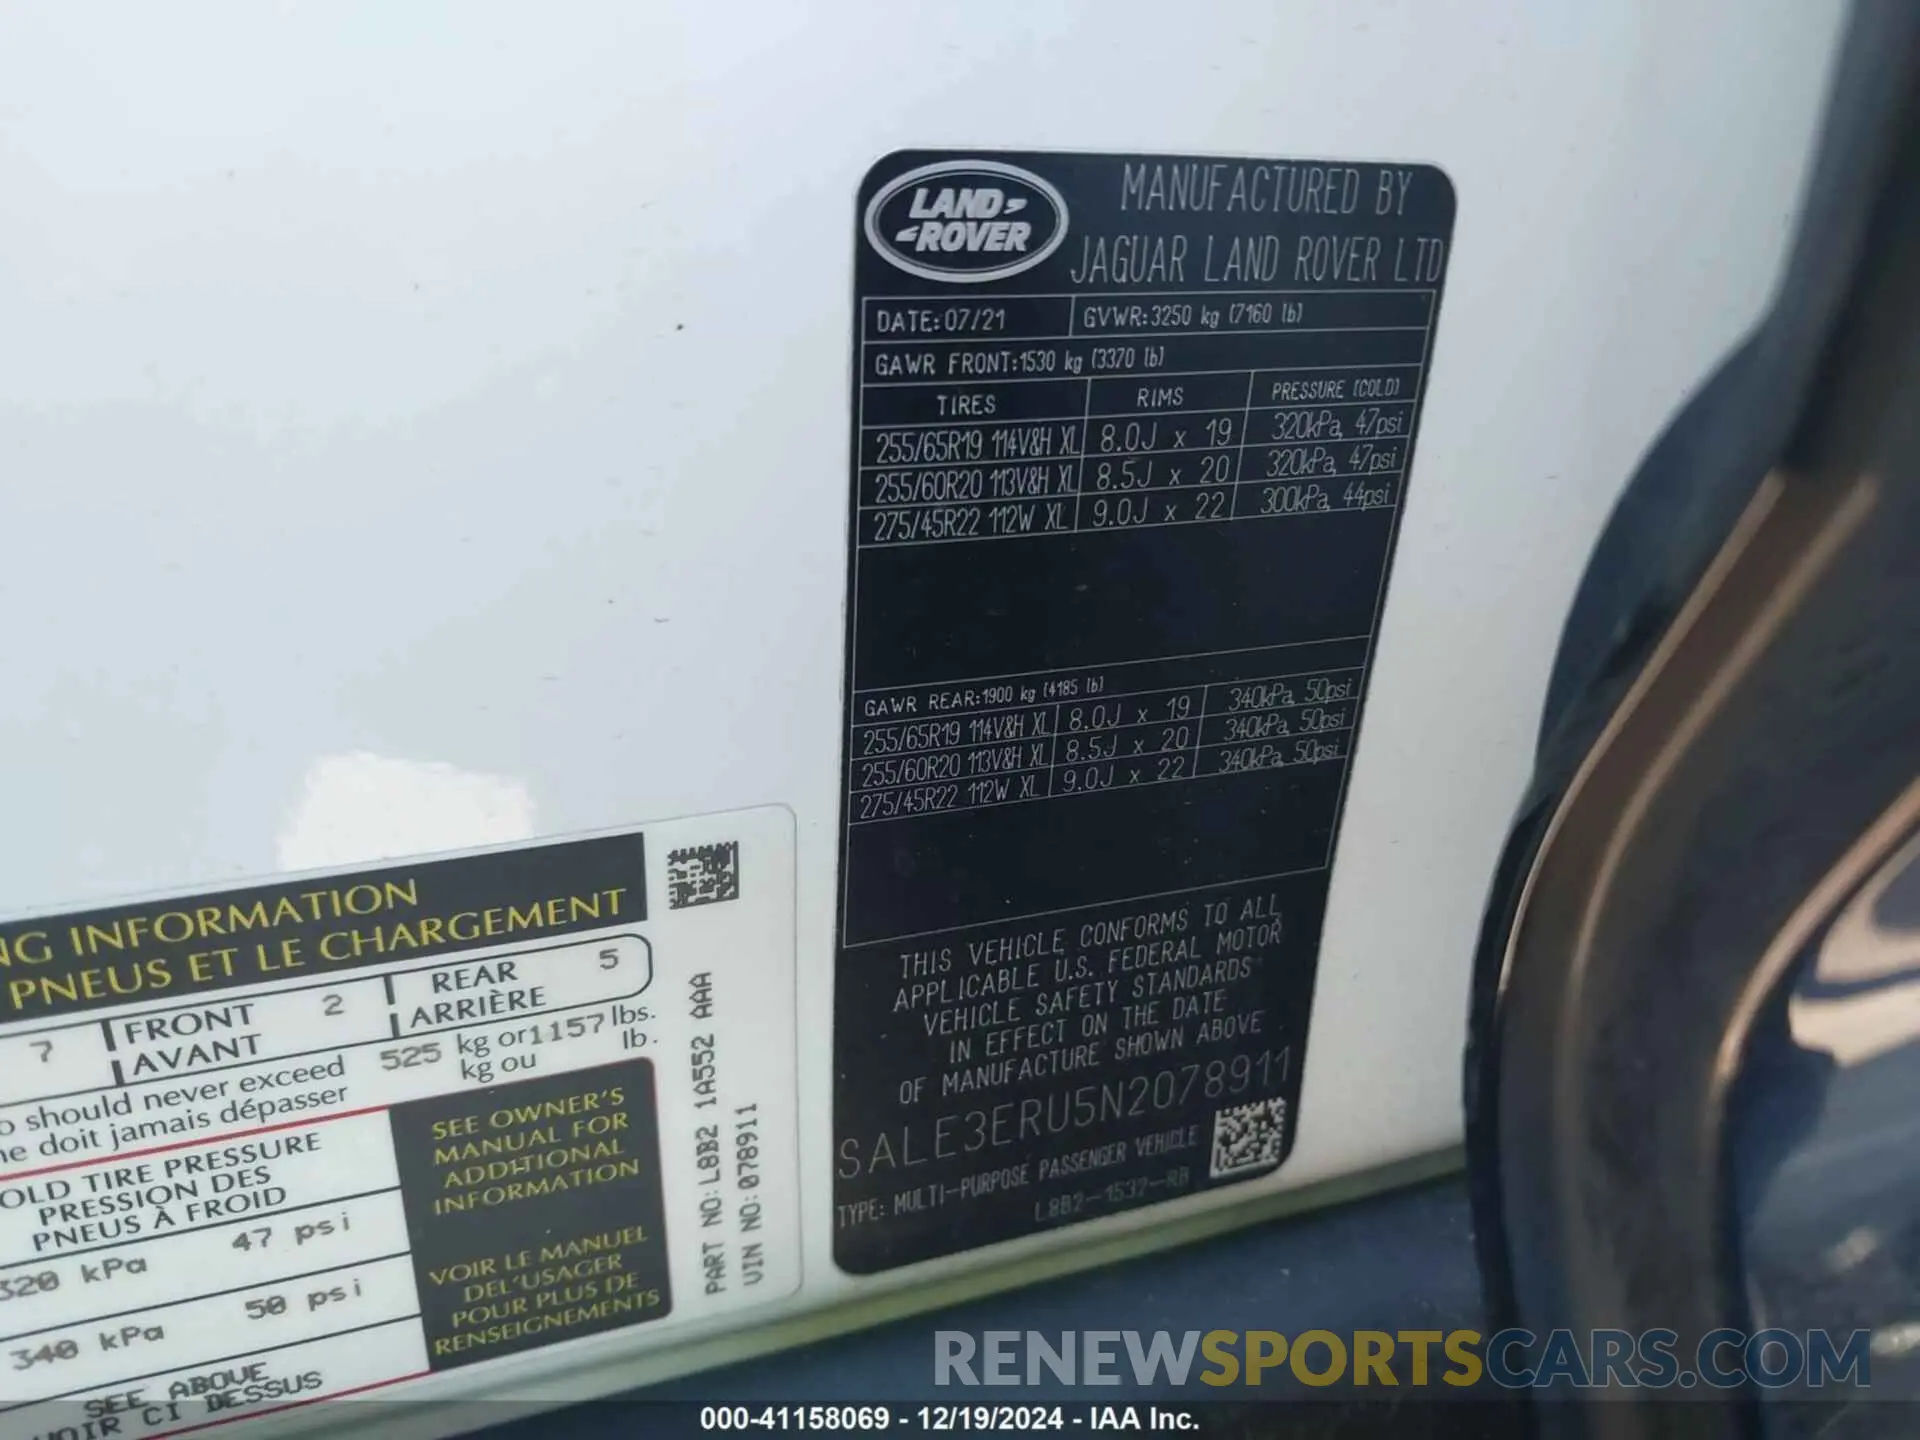 LAND
ROVER
MANUFACTURED BY
JAGUAR LAND ROVER LTD
DATE:07/21 GVWR:3250 kg (7160 lb)
GAWR FRONT:1530 kg (3370 lb)
TIRES RIMS PRESSURE (COLD)
255/65R19 114V&H XL 8.0J x 19 320kPa, 47psi
255/60R20 113V&H XL 8.5J x 20 320kPa, 47psi
275/45R22 112W XL 9.0J x 22 300kPa, 44psi
GAWR REAR:1900 kg (4185 lb)
255/65R19 114V&H XL 8.0J x 19 340kPa, 50psi
255/60R20 113V&H XL 8.5J x 20 340kPa, 50psi
275/45R22 112W XL 9.0J x 22 340kPa, 50psi
THIS VEHICLE CONFORMS TO ALL
APPLICABLE U.S. FEDERAL MOTOR
VEHICLE SAFETY STANDARDS
IN EFFECT ON THE DATE
OF MANUFACTURE SHOWN ABOVE
SALE3ERU5N2078911
TYPE: MULTI-PURPOSE PASSENGER VEHICLE
L8B2-1532-RB
NG INFORMATION
PNEUS ET LE CHARGEMENT
7 FRONT 2 REAR 5
AVANT ARRIÈRE
should never exceed 525 kg or 1157 lbs.
ne doit jamais dépasser kg ou lb.
OLD TIRE PRESSURE
PRESSION DES
PNEUS À FROID
320 kPa 47 psi
340 kPa 50 psi
SEE ABOVE
VOIR CI DESSUS
SEE OWNER'S
MANUAL FOR
ADDITIONAL
INFORMATION
VOIR LE MANUEL
DEL'USAGER
POUR PLUS DE
RENSEIGNEMENTS
PART NO:L8B2 1A552 AAA
VIN NO:078911
RENEWSPORTSCARS.COM
000-41158069 - 12/19/2024 - IAA Inc.